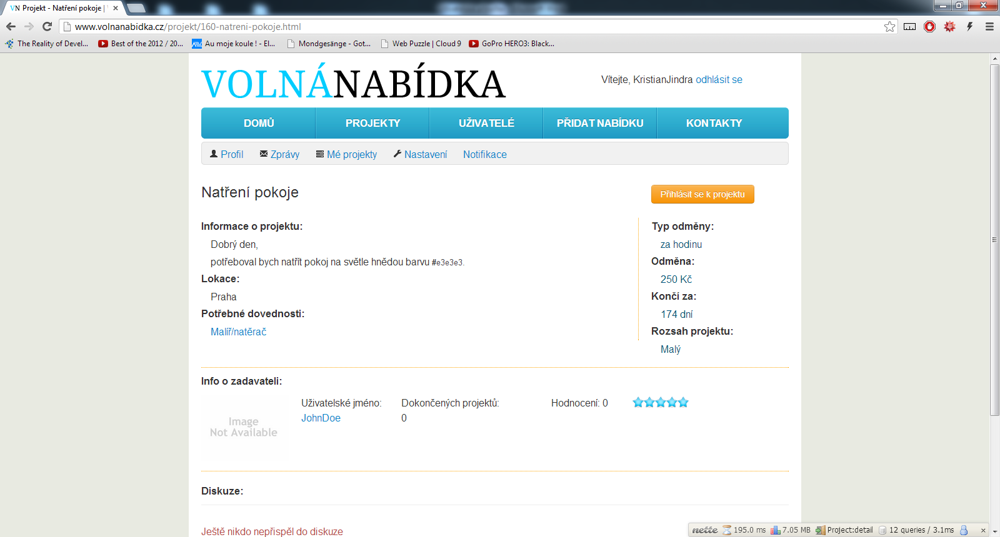 VN Projekt - Natření pokoje |
www.volnanabidka.cz/projekt/160-natreni-pokoje.html
The Reality of Devel... Best of the 2012 / 20... Au moje koule ! - El... Mondgesänge - Got... Web Puzzle | Cloud 9 GoPro HERO3: Black...
VOLNÁNABÍDKA
Vítejte, KristianJindra odhlásit se
DOMŮ PROJEKTY UŽIVATELÉ PŘIDAT NABÍDKU KONTAKTY
Profil Zprávy Mé projekty Nastavení Notifikace
Natření pokoje
Přihlásit se k projektu
Informace o projektu:
Dobrý den,
potřeboval bych natřít pokoj na světle hnědou barvu #e3e3e3.
Lokace:
Praha
Potřebné dovednosti:
Malíř/natěrač
Typ odměny:
za hodinu
Odměna:
250 Kč
Končí za:
174 dní
Rozsah projektu:
Malý
Info o zadavateli:
Image
Not Available
Uživatelské jméno:
JohnDoe
Dokončených projektů:
0
Hodnocení: 0
Diskuze:
Ještě nikdo nepřispěl do diskuze
nette 195.0 ms 7.05 MB Project:detail 12 queries / 3.1ms